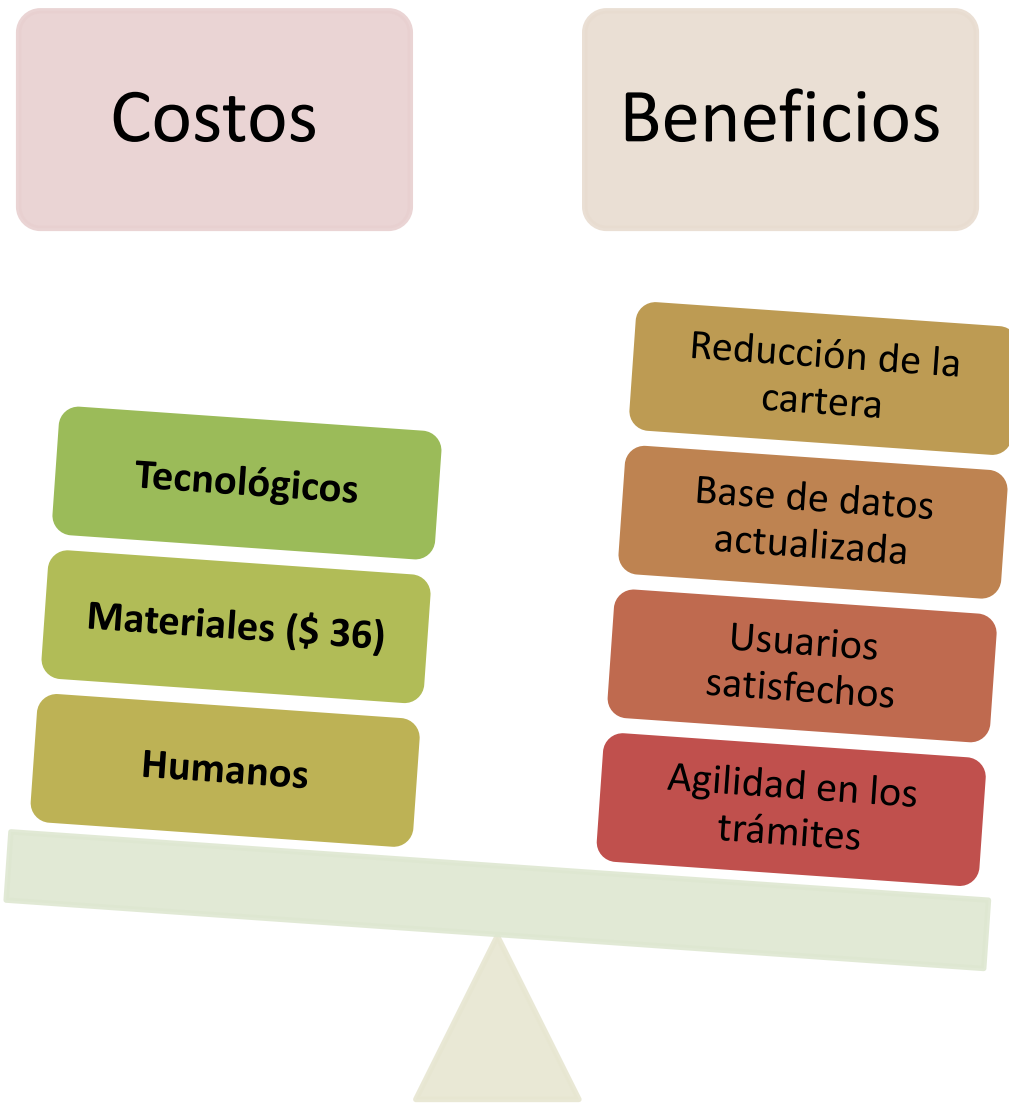 Costos
Beneficios
Tecnológicos
Materiales ($ 36)
Humanos
Reducción de la
cartera
Base de datos
actualizada
Usuarios
satisfechos
Agilidad en los
trámites